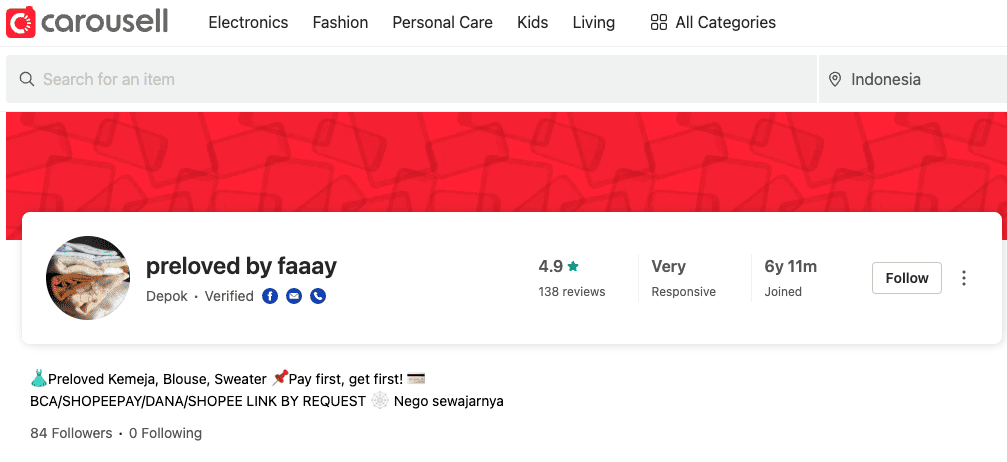 carousell
Electronics Fashion Personal Care Kids Living All Categories
Search for an item Indonesia
preloved by faaay
Depok · Verified
4.9 ★ Very 6y 11m
138 reviews Responsive Joined
Follow
👗Preloved Kemeja, Blouse, Sweater 📌Pay first, get first! 💳
BCA/SHOPEEPAY/DANA/SHOPEE LINK BY REQUEST 🕸 Nego sewajarnya
84 Followers · 0 Following